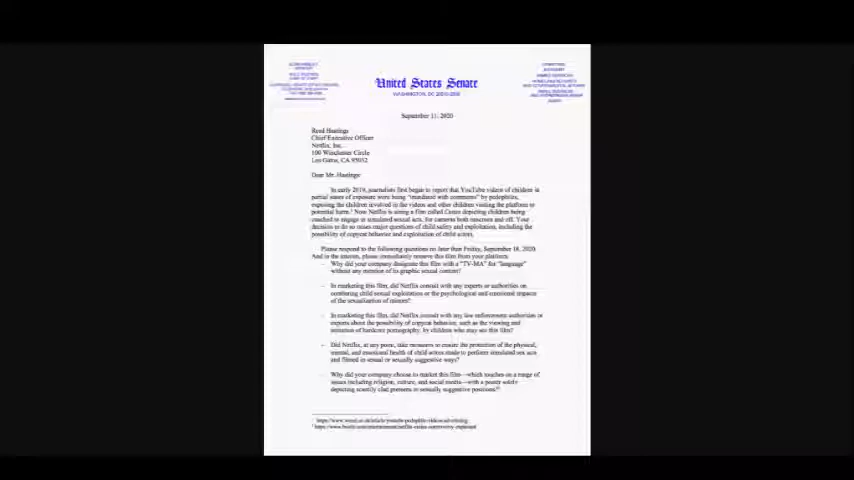 United States Senate
WASHINGTON, DC 20510-2509
September 11, 2020
Reed Hastings
Chief Executive Officer
Netflix, Inc.
100 Winchester Circle
Los Gatos, CA 95032
Dear Mr. Hastings
In early 2019, journalists first began to report that YouTube videos of children in
partial states of exposure were being "inundated with comments" by pedophiles,
exposing the children involved in the videos and other children visiting the platform to
potential harm.¹ Now Netflix is airing a film called Cuties depicting children being
coached to engage in simulated sexual acts, for cameras both onscreen and off. Your
decision to do so raises major questions of child safety and exploitation, including the
possibility of copycat behavior and exploitation of child actors.
Please respond to the following questions no later than Friday, September 18, 2020.
And in the interim, please immediately remove this film from your platform.
- Why did your company designate this film with a "TV-MA" for "language"
without any mention of its graphic sexual content?
- In marketing this film, did Netflix consult with any experts or authorities on
combating child sexual exploitation or the psychological and emotional impacts
of the sexualization of minors?
- In marketing this film, did Netflix consult with any law enforcement authorities or
experts about the possibility of copycat behavior, such as the viewing and
imitation of hardcore pornography, by children who may see this film?
- Did Netflix, at any point, take measures to ensure the protection of the physical,
mental, and emotional health of child actors made to perform simulated sex acts
and filmed in sexual or sexually suggestive ways?
- Why did your company choose to market this film—which touches on a range of
issues including religion, culture, and social media—with a poster solely
depicting scantily clad preteens in sexually suggestive positions?²